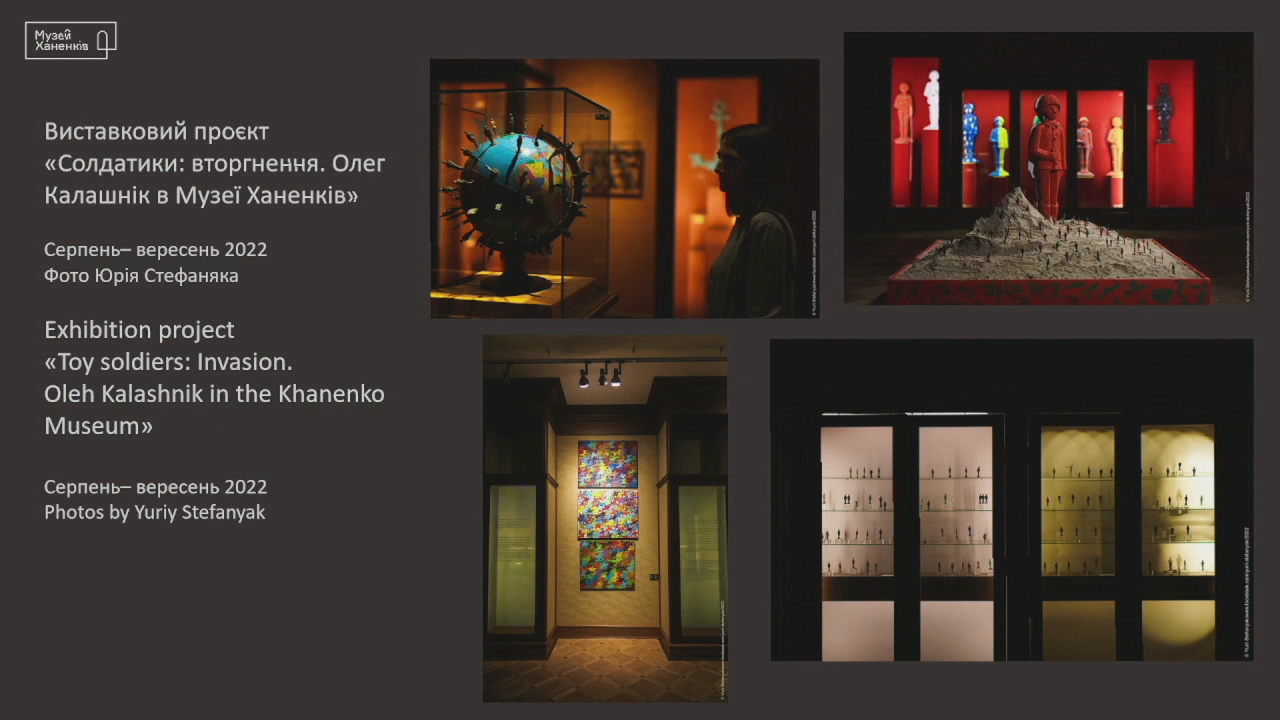 Музей
Ханенків
Виставковий проєкт
«Солдатики: вторгнення. Олег
Калашнік в Музеї Ханенків»
Серпень– вересень 2022
Фото Юрія Стефаняка
Exhibition project
«Toy soldiers: Invasion.
Oleh Kalashnik in the Khanenko
Museum»
Серпень– вересень 2022
Photos by Yuriy Stefanyak